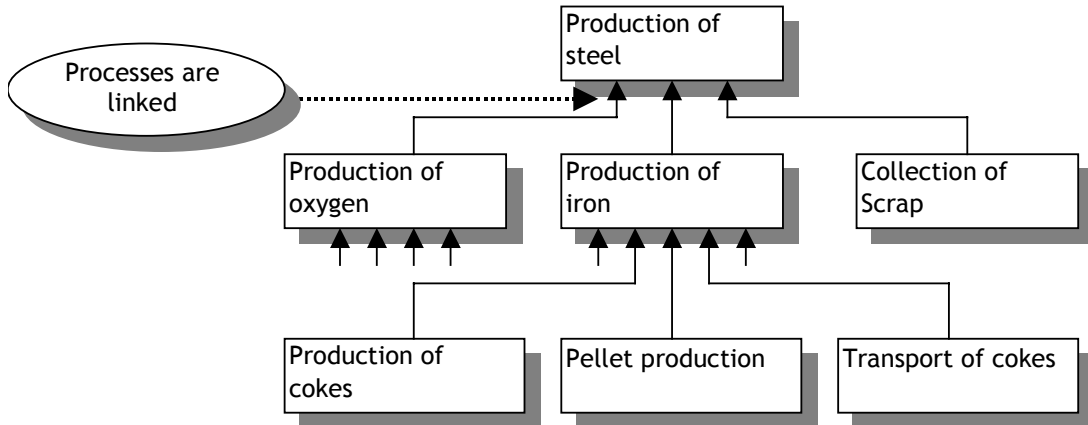 Production of
steel
Processes are
linked
Production of
oxygen
Production of
iron
Collection of
Scrap
Production of
cokes
Pellet production
Transport of cokes